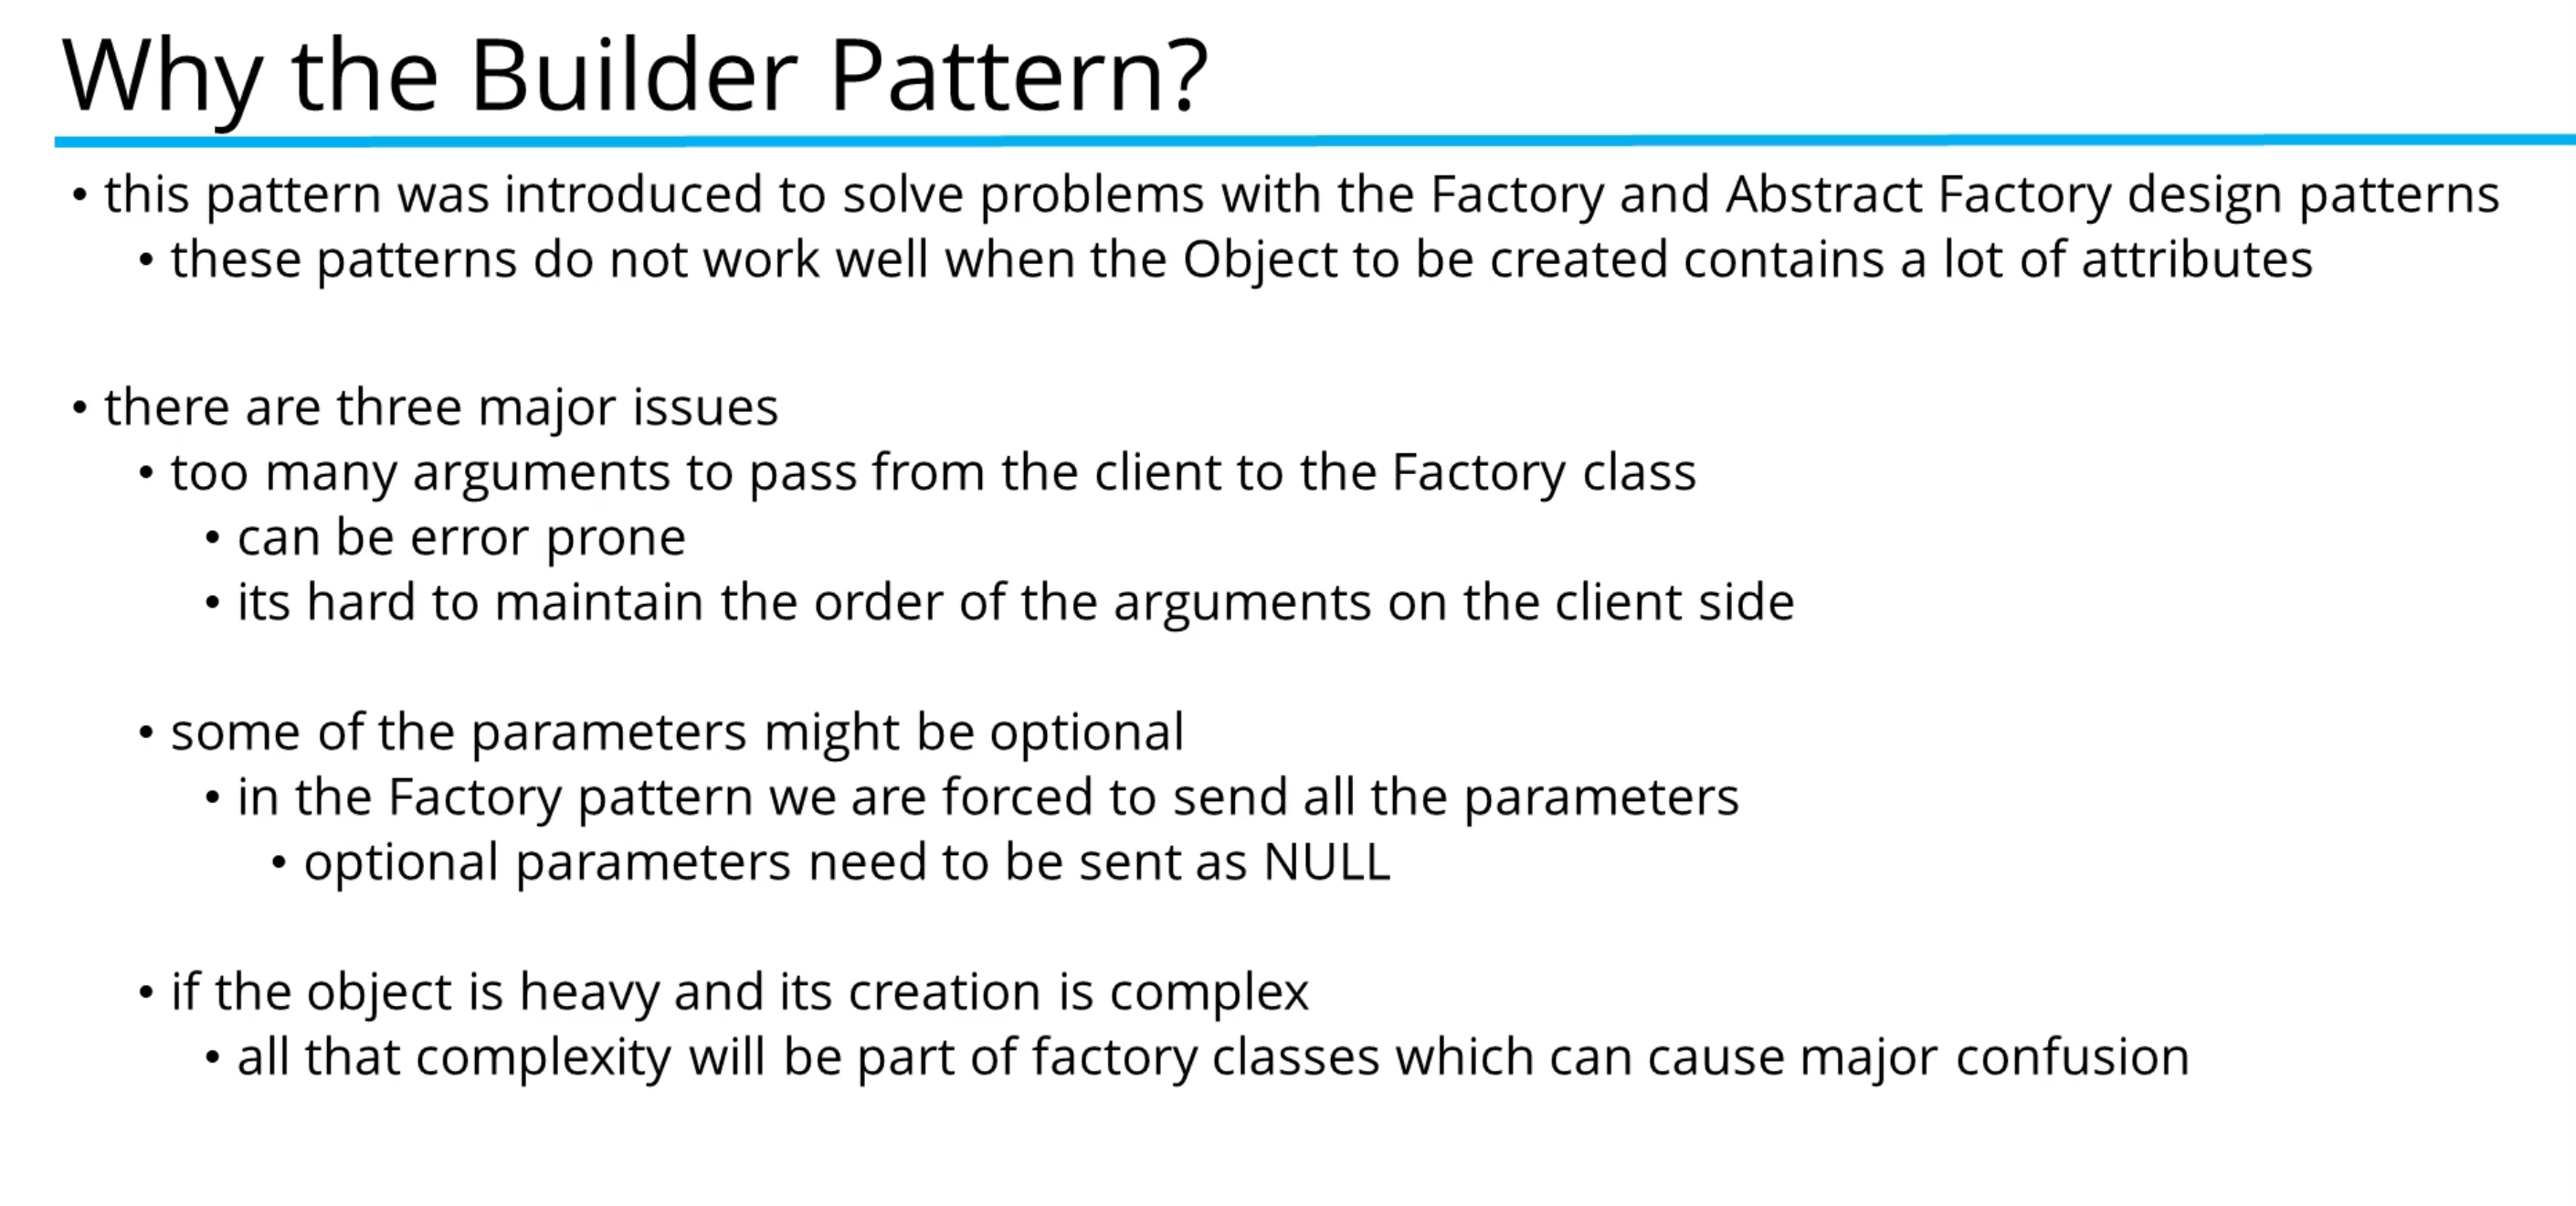 Why the Builder Pattern?
• this pattern was introduced to solve problems with the Factory and Abstract Factory design patterns
• these patterns do not work well when the Object to be created contains a lot of attributes
• there are three major issues
• too many arguments to pass from the client to the Factory class
• can be error prone
• its hard to maintain the order of the arguments on the client side
• some of the parameters might be optional
• in the Factory pattern we are forced to send all the parameters
• optional parameters need to be sent as NULL
• if the object is heavy and its creation is complex
• all that complexity will be part of factory classes which can cause major confusion